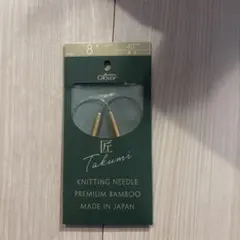 8
Clover
匠
Takumi
KNITTING NEEDLE
PREMIUM BAMBOO
MADE IN JAPAN